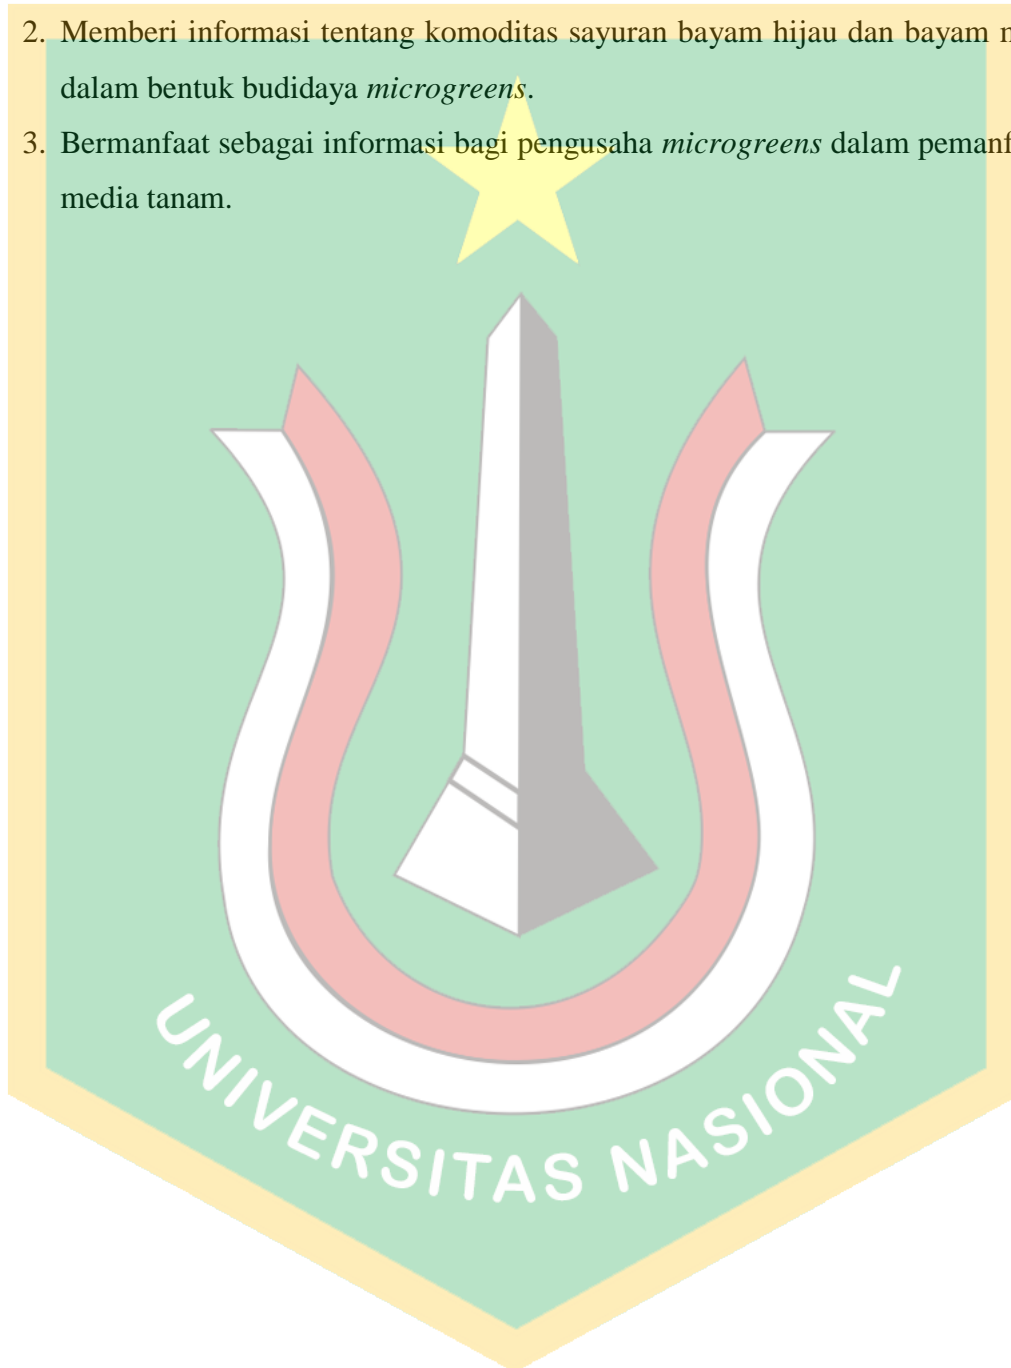 2. Memberi informasi tentang komoditas sayuran bayam hijau dan bayam
dalam bentuk budidaya microgreens.
3. Bermanfaat sebagai informasi bagi pengusaha microgreens dalam
media tanam.
UNIVERSITAS NASIONAL